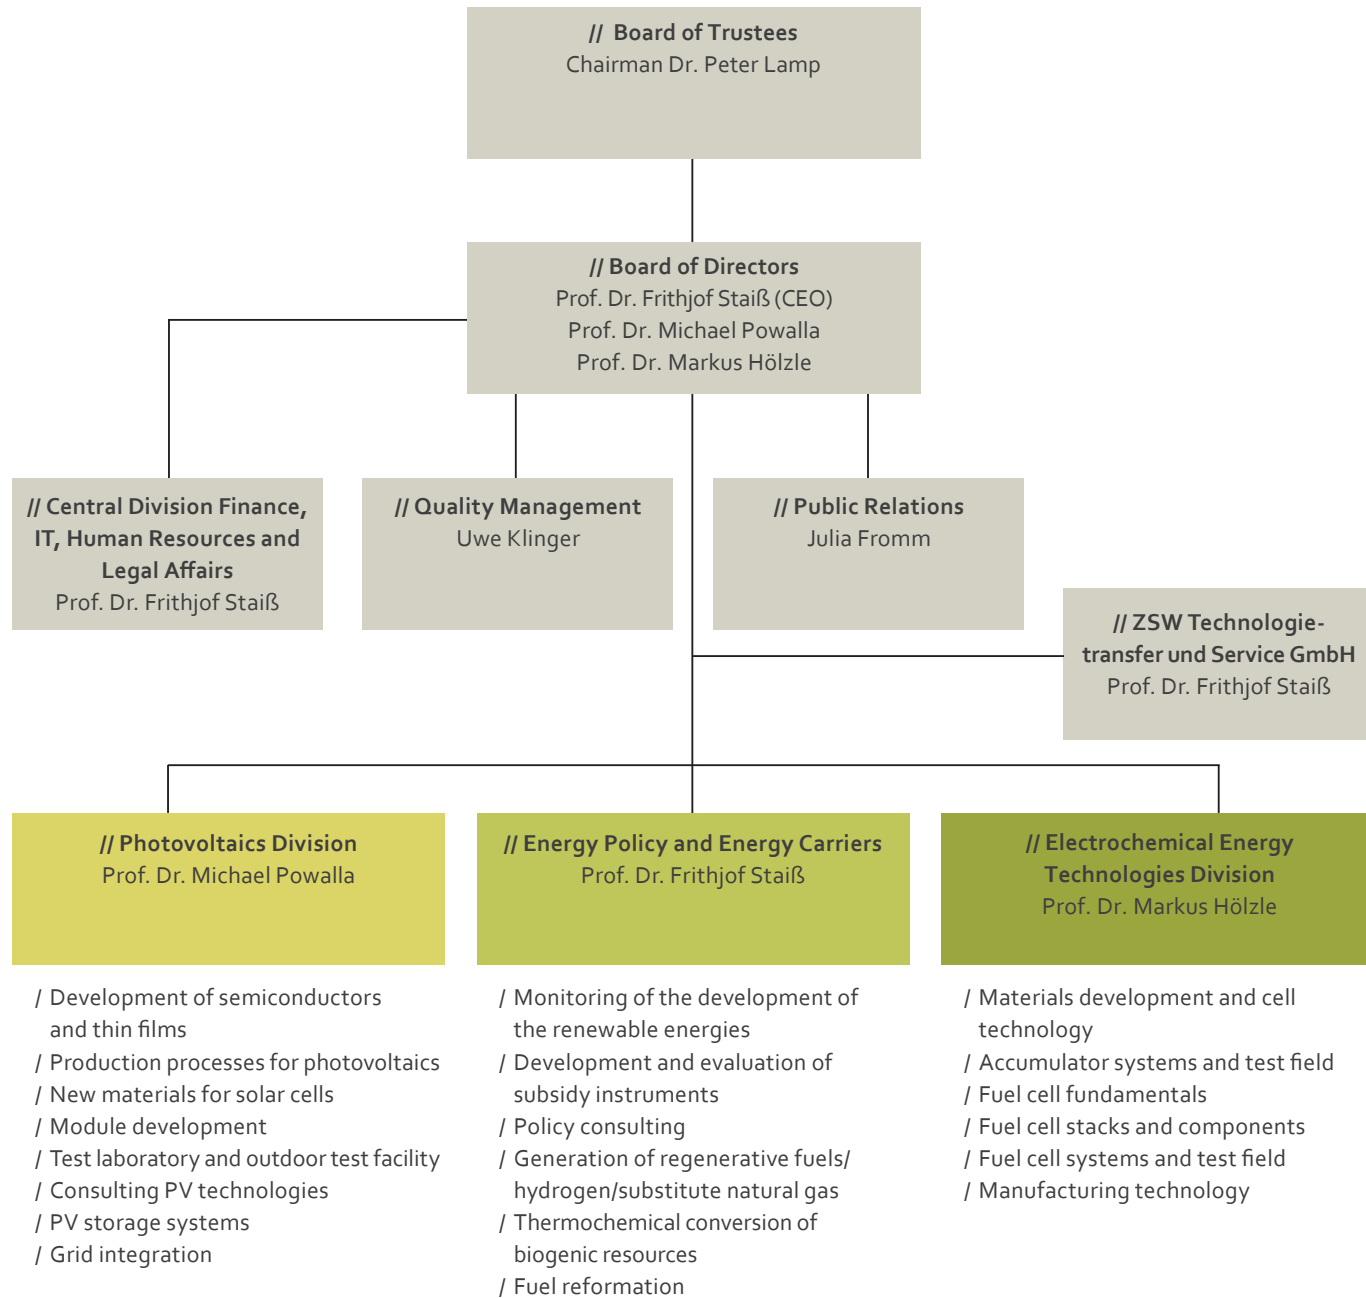 // Board of Trustees
Chairman Dr. Peter Lamp
// Board of Directors
Prof. Dr. Frithjof Staiß (CEO)
Prof. Dr. Michael Powalla
Prof. Dr. Markus Hölzle
// Central Division Finance,
IT, Human Resources and
Legal Affairs
Prof. Dr. Frithjof Staiß
// Quality Management
Uwe Klinger
// Public Relations
Julia Fromm
// ZSW Technologie-
transfer und Service GmbH
Prof. Dr. Frithjof Staiß
// Photovoltaics Division
Prof. Dr. Michael Powalla
/ Development of semiconductors
and thin films
/ Production processes for photovoltaics
/ New materials for solar cells
/ Module development
/ Test laboratory and outdoor test facility
/ Consulting PV technologies
/ PV storage systems
/ Grid integration
// Energy Policy and Energy Carriers
Prof. Dr. Frithjof Staiß
/ Monitoring of the development of
the renewable energies
/ Development and evaluation of
subsidy instruments
/ Policy consulting
/ Generation of regenerative fuels/
hydrogen/substitute natural gas
/ Thermochemical conversion of
biogenic resources
/ Fuel reformation
// Electrochemical Energy
Technologies Division
Prof. Dr. Markus Hölzle
/ Materials development and cell
technology
/ Accumulator systems and test field
/ Fuel cell fundamentals
/ Fuel cell stacks and components
/ Fuel cell systems and test field
/ Manufacturing technology